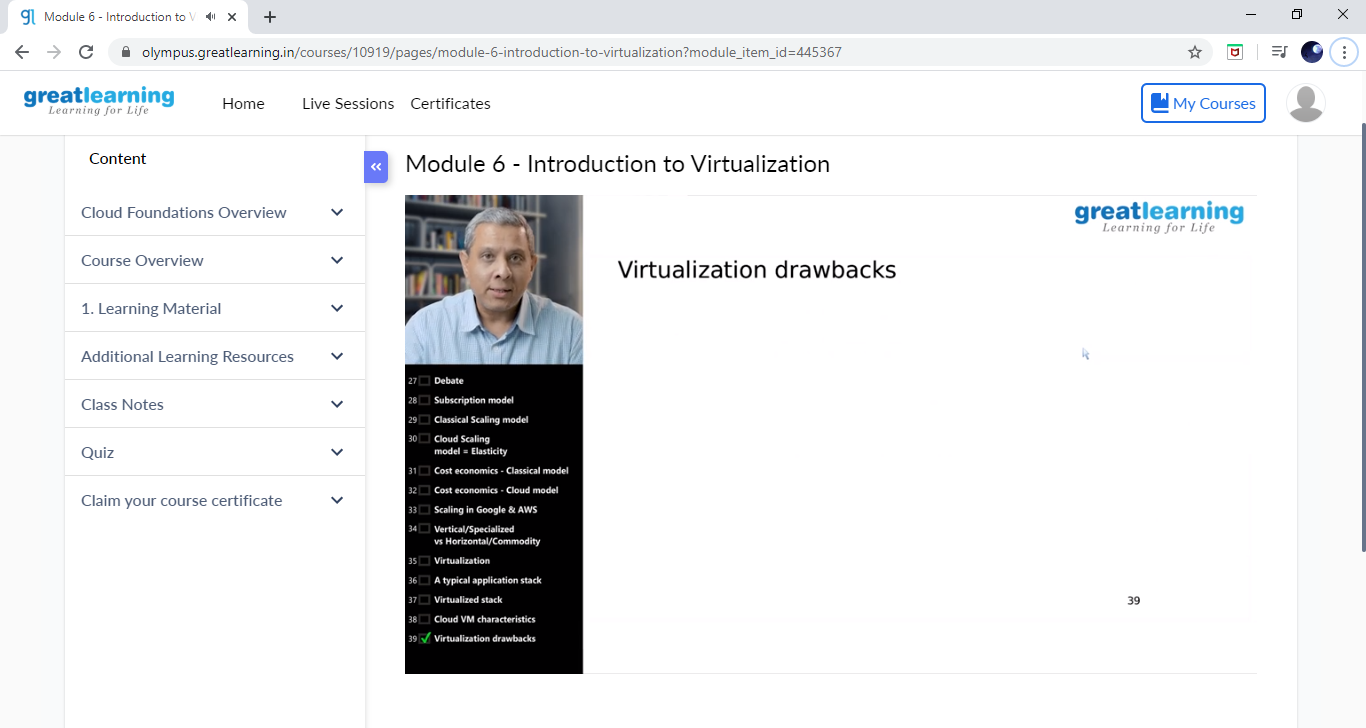 Module 6 - Introduction to V
olympus.greatlearning.in/courses/10919/pages/module-6-introduction-to-virtualization?module_item_id=445367
greatlearning
Learning for Life
Home
Live Sessions
Certificates
My Courses
Content
Cloud Foundations Overview
Course Overview
1. Learning Material
Additional Learning Resources
Class Notes
Quiz
Claim your course certificate
Module 6 - Introduction to Virtualization
greatlearning
Learning for Life
Virtualization drawbacks
27 Debate
28 Subscription model
29 Classical Scaling model
30 Cloud Scaling
model = Elasticity
31 Cost economics - Classical model
32 Cost economics - Cloud model
33 Scaling in Google & AWS
34 Vertical/Specialized
vs Horizontal/Commodity
35 Virtualization
36 A typical application stack
37 Virtualized stack
38 Cloud VM characteristics
39 Virtualization drawbacks
39